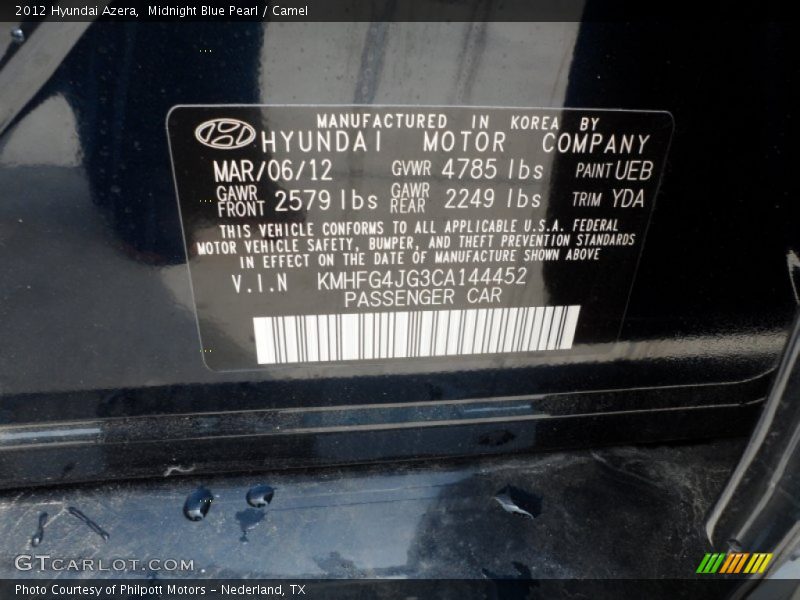 2012 Hyundai Azera,  Midnight Blue Pearl / Camel
MANUFACTURED IN KOREA BY
HYUNDAI MOTOR COMPANY
MAR/06/12 GVWR 4785 lbs PAINT UEB
GAWR FRONT 2579 lbs GAWR REAR 2249 lbs TRIM YDA
THIS VEHICLE CONFORMS TO ALL APPLICABLE U.S.A. FEDERAL
MOTOR VEHICLE SAFETY, BUMPER, AND THEFT PREVENTION STANDARDS
IN EFFECT ON THE DATE OF MANUFACTURE SHOWN ABOVE
V.I.N KMHFG4JG3CA144452
PASSENGER CAR
GTCARLOT.COM
Photo Courtesy of Philpott Motors - Nederland, TX